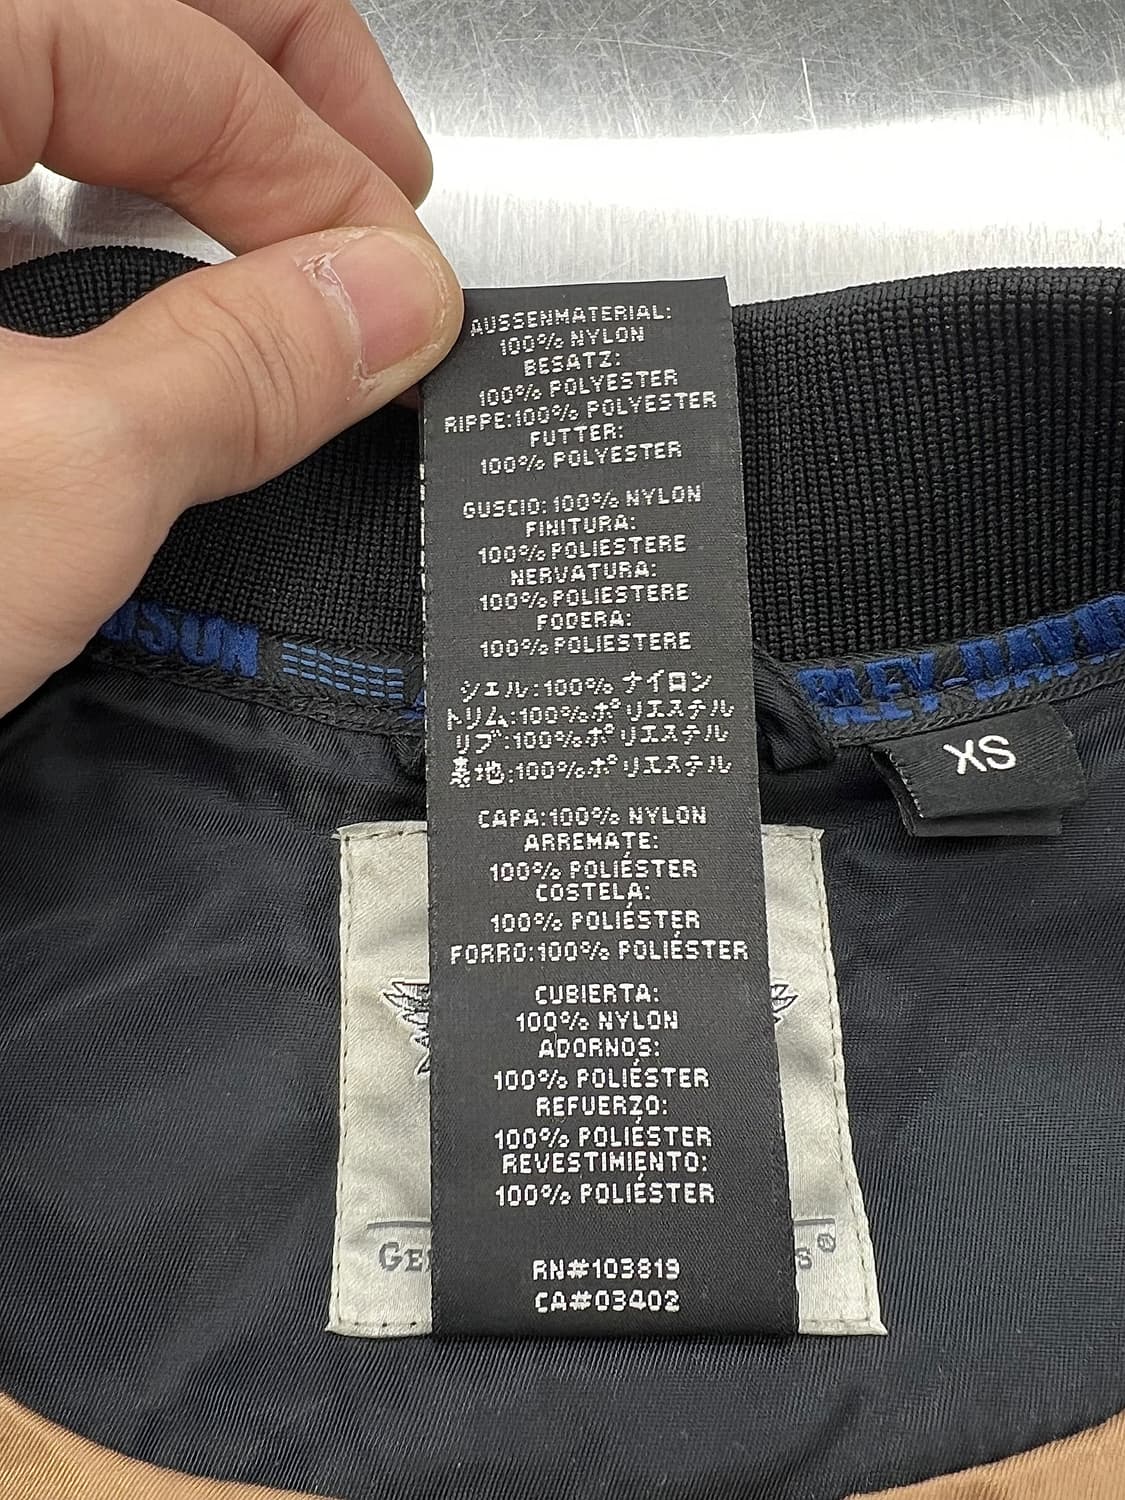 AUSSENMATERIAL:
100% NYLON
BESATZ:
100% POLYESTER
RIPPE:100% POLYESTER
FUTTER:
100% POLYESTER
GUSCIO: 100% NYLON
FINITURA:
100% POLIESTERE
NERVATURA:
100% POLIESTERE
FODERA:
100% POLIESTERE
シェル:100% ナイロン
トリム:100%ポリエステル
リブ:100%ポリエステル
地:100%ポリエステル
CAPA:100% NYLON
ARREMATE:
100% POLIÉSTER
COSTELA:
100% POLIÉSTER
FORRO:100% POLIÉSTER
CUBIERTA:
100% NYLON
ADORNOS:
100% POLIÉSTER
REFUERZO:
100% POLIÉSTER
REVESTIMIENTO:
100% POLIÉSTER
RN#103819
CA#03402
XS